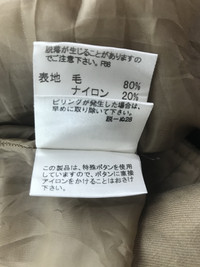 脱落が生じることがありますの
でご注意下さい。
表地 毛 80%
ナイロン 20%
ピリングが発生した場合は、
早めに取り除いて下さい。
この製品は、特殊ボタンを使用
していますので、ボタンに直接
アイロンをかけることはおさけ
下さい。